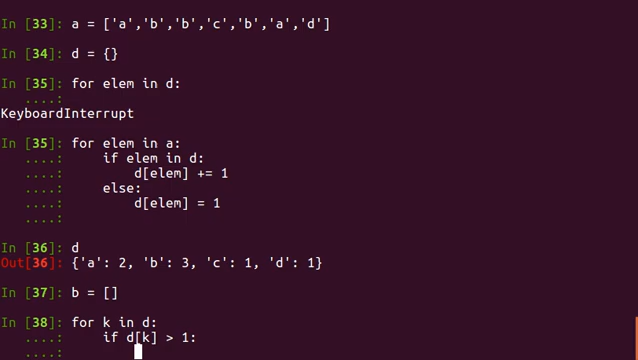 In [33]: a = ['a','b','b','c','b','a','d']
In [34]: d = {}
In [35]: for elem in d:
....:
KeyboardInterrupt
In [35]: for elem in a:
....:     if elem in d:
....:         d[elem] += 1
....:     else:
....:         d[elem] = 1
....:
In [36]: d
Out[36]: {'a': 2, 'b': 3, 'c': 1, 'd': 1}
In [37]: b = []
In [38]: for k in d:
....:     if d[k] > 1:
....: